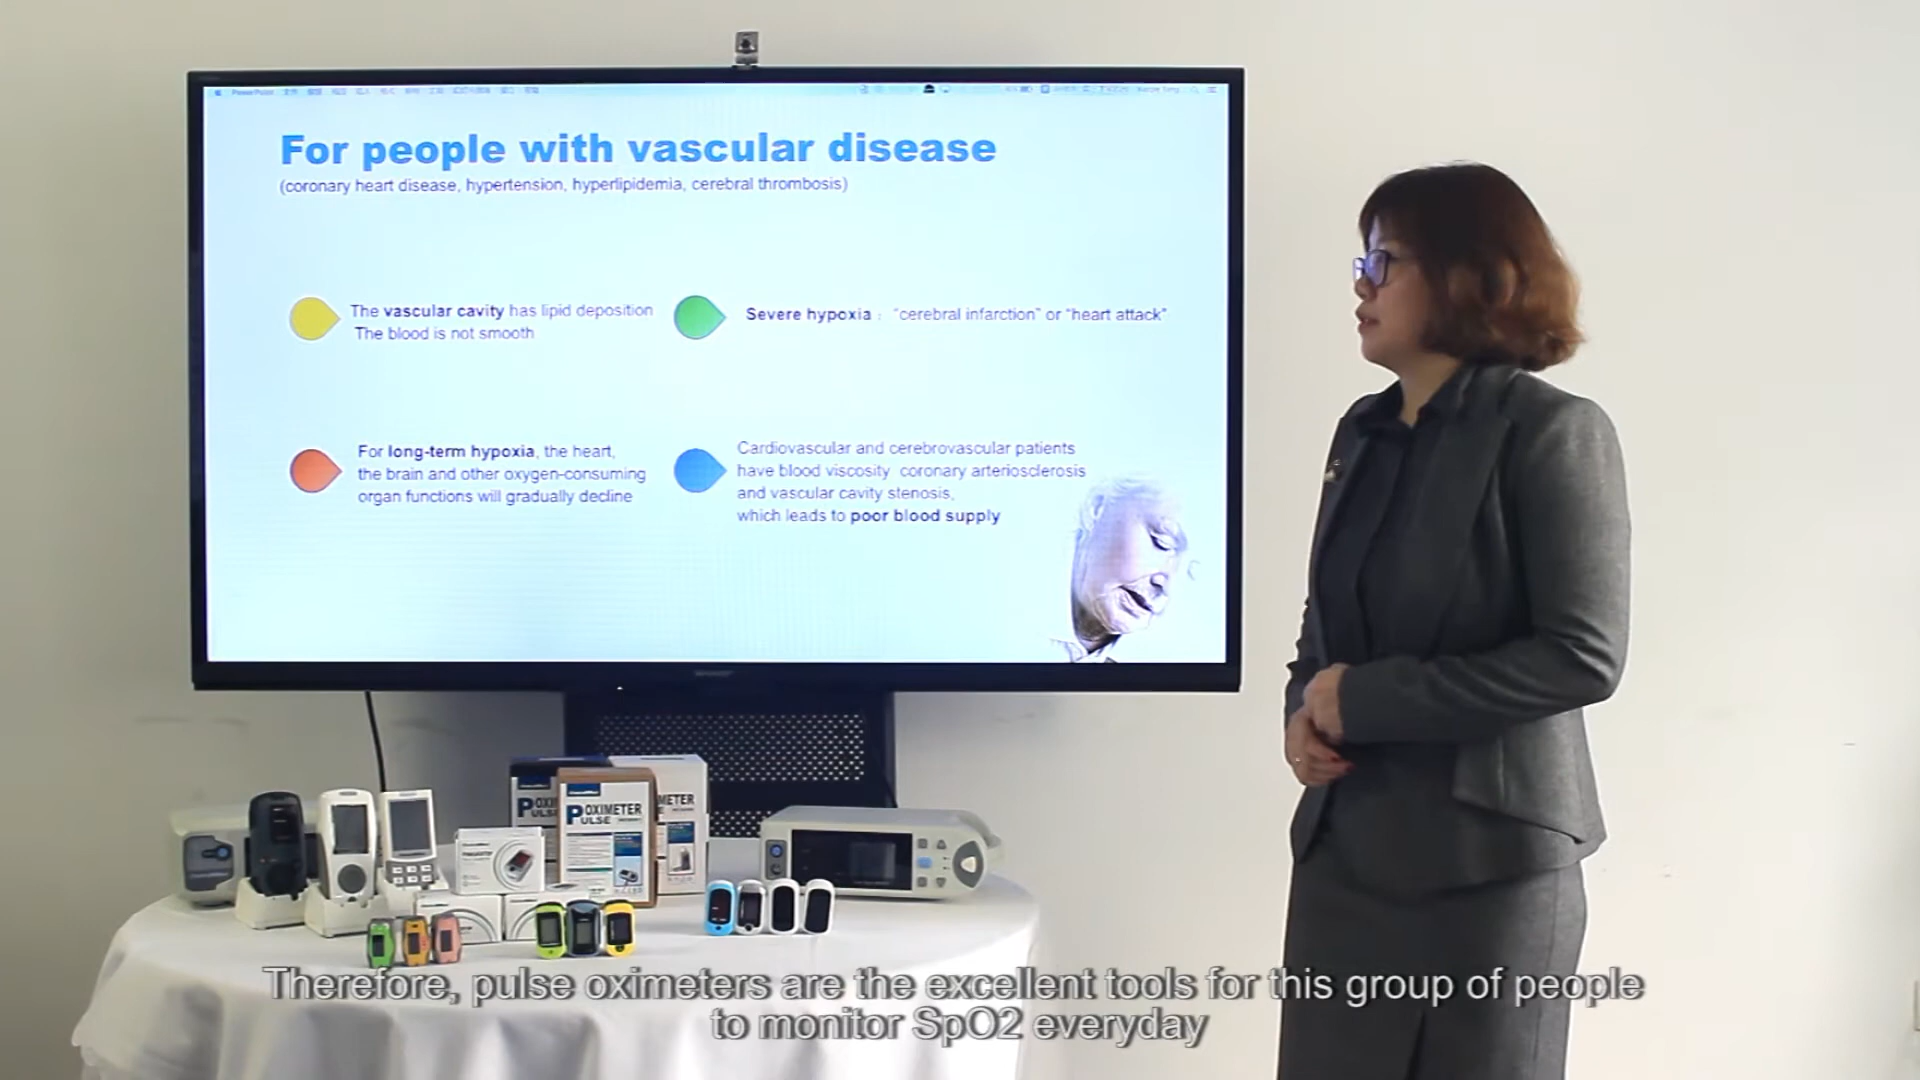 PowerPoint
For people with vascular disease
(coronary heart disease, hypertension, hyperlipidemia, cerebral thrombosis)
The vascular cavity has lipid deposition
The blood is not smooth
Severe hypoxia : "cerebral infarction" or "heart attack"
For long-term hypoxia, the heart,
the brain and other oxygen-consuming
organ functions will gradually decline
Cardiovascular and cerebrovascular patients
have blood viscosity coronary arteriosclerosis
and vascular cavity stenosis,
which leads to poor blood supply
SHARP
PULSE OXIMETER
Therefore, pulse oximeters are the excellent tools for this group of people
to monitor SpO2 everyday